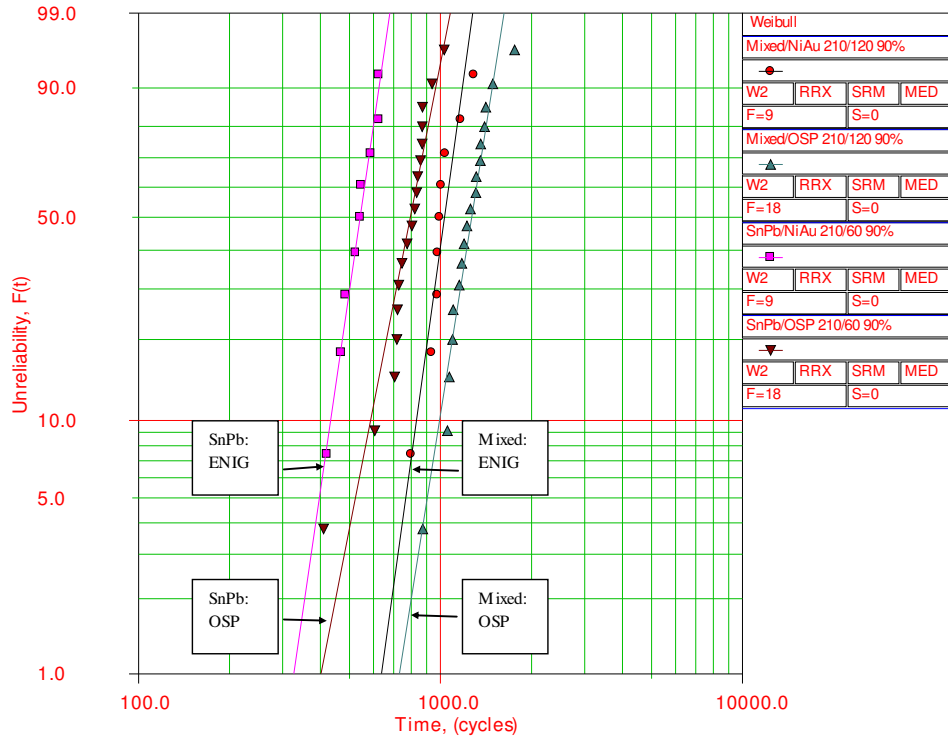 99.0
90.0
50.0
10.0
5.0
1.0
Unreliability, F(t)
100.0
1000.0
10000.0
Time, (cycles)
SnPb:
ENIG
Mixed:
ENIG
SnPb:
OSP
Mixed:
OSP
Weibull
Mixed/NiAu 210/120 90%
W2 RRX SRM MED
F=9 S=0
Mixed/OSP 210/120 90%
W2 RRX SRM MED
F=18 S=0
SnPb/NiAu 210/60 90%
W2 RRX SRM MED
F=9 S=0
SnPb/OSP 210/60 90%
W2 RRX SRM MED
F=18 S=0